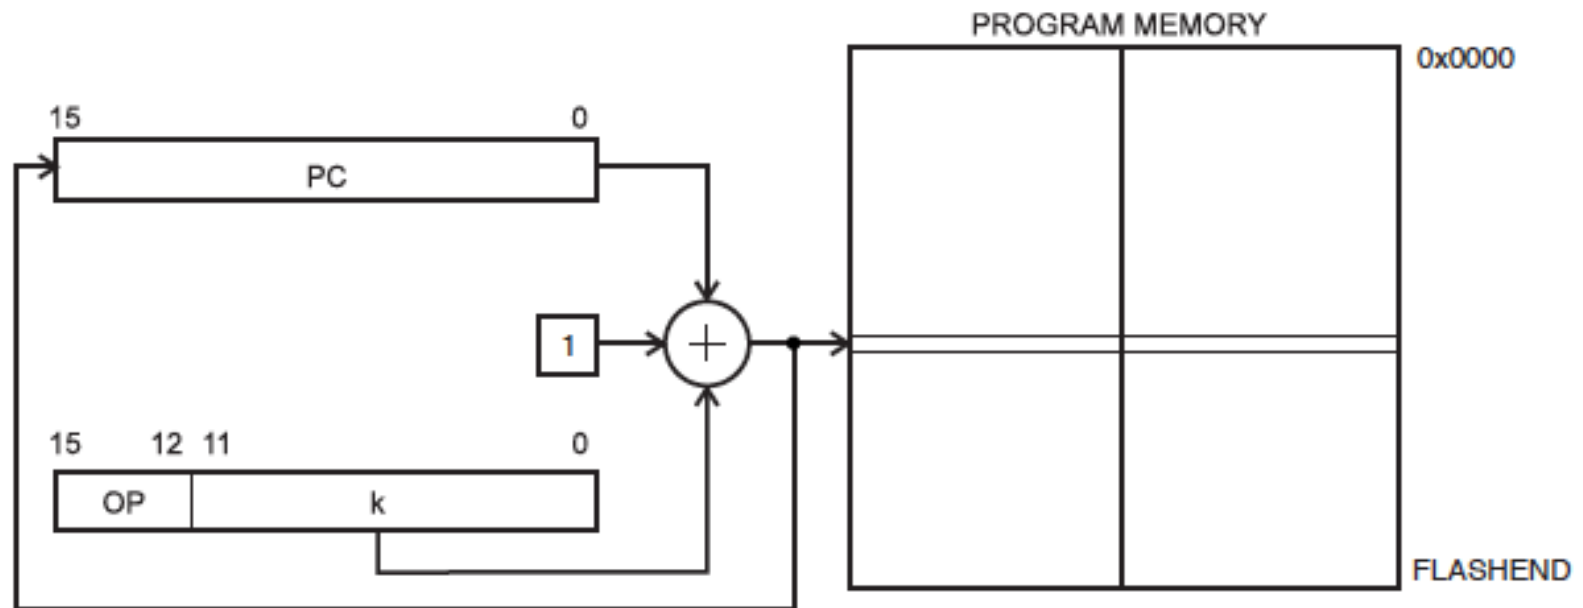 PROGRAM MEMORY
0x0000
15 0
PC
1
15 12 11 0
OP k
FLASHEND